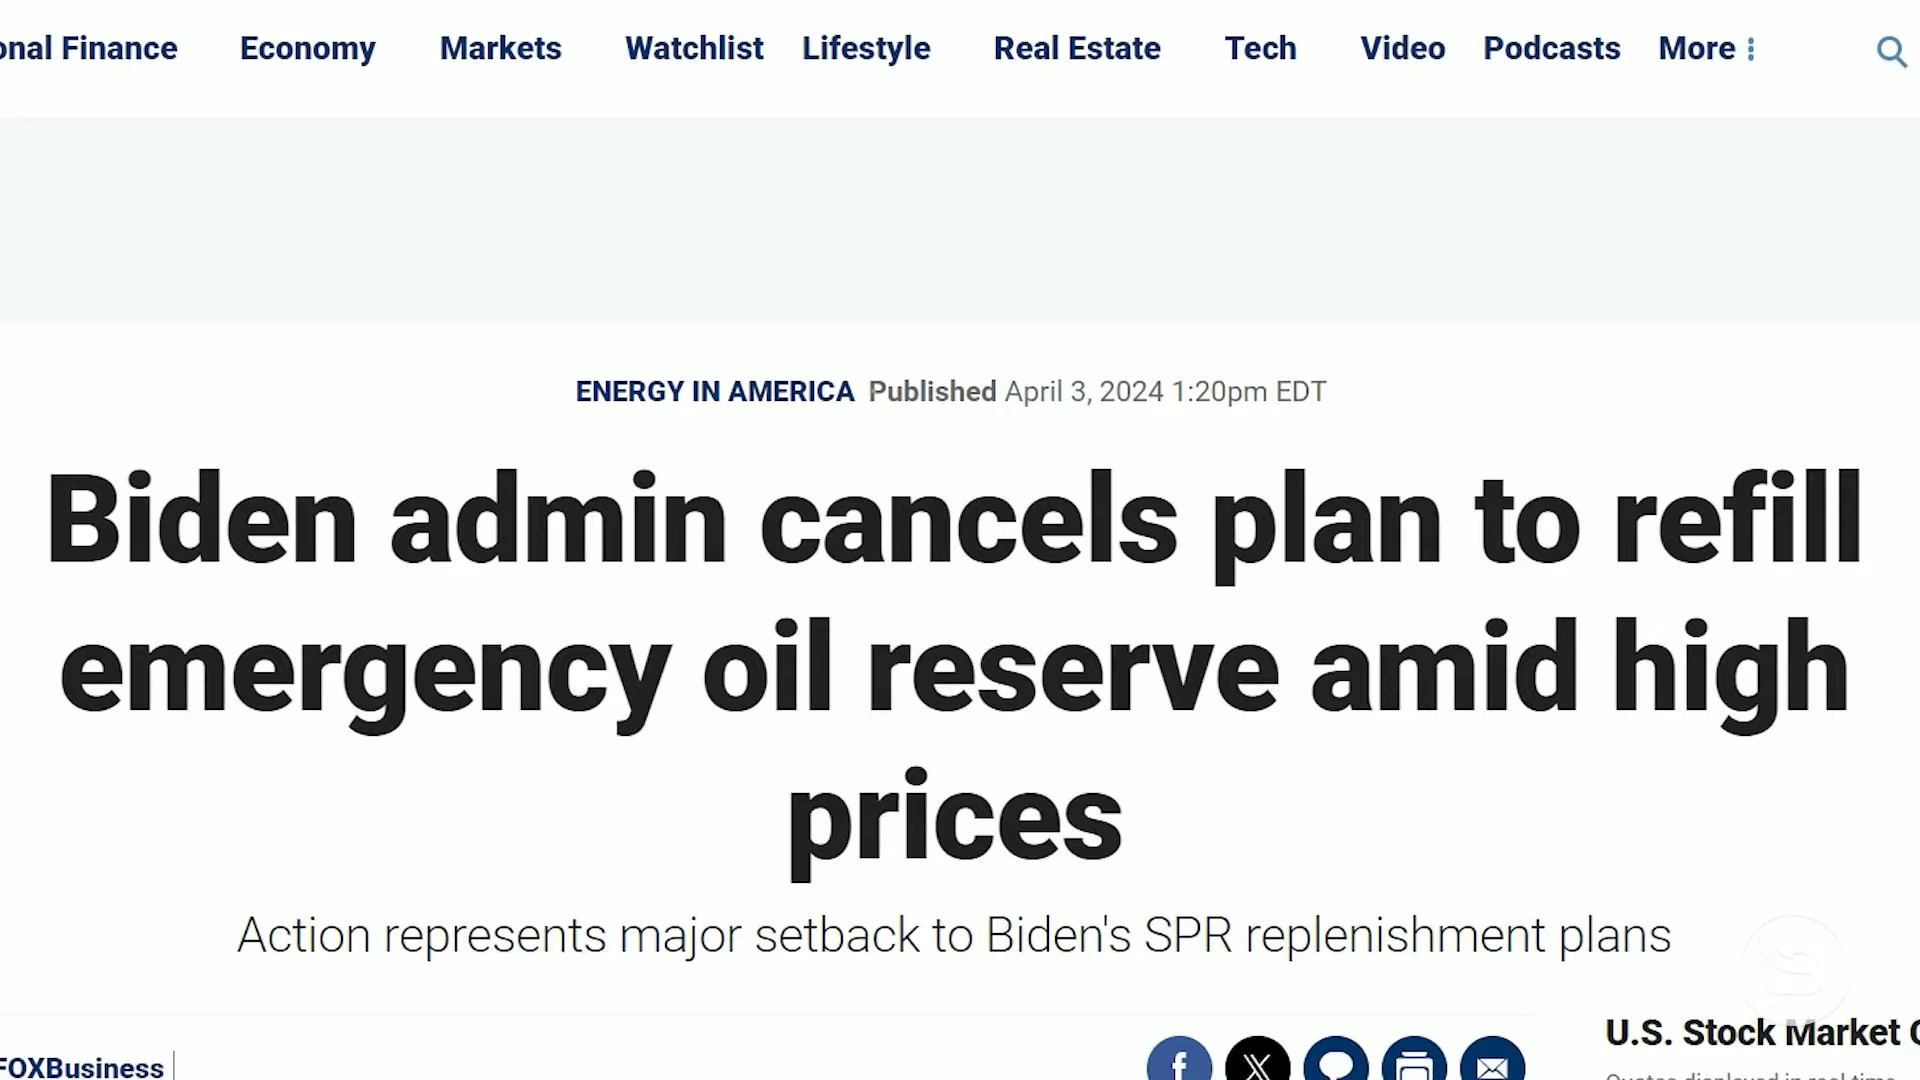 onal Finance Economy Markets Watchlist Lifestyle Real Estate Tech Video Podcasts More
ENERGY IN AMERICA Published April 3, 2024 1:20pm EDT
Biden admin cancels plan to refill
emergency oil reserve amid high
prices
Action represents major setback to Biden's SPR replenishment plans
U.S. Stock Market
FOXBusiness